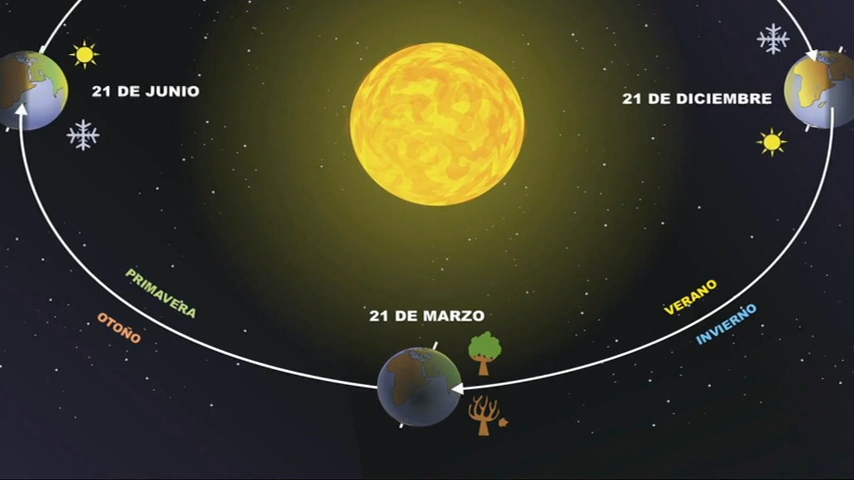 21 DE JUNIO
21 DE DICIEMBRE
PRIMAVERA
OTOÑO
VERANO
INVIERNO
21 DE MARZO